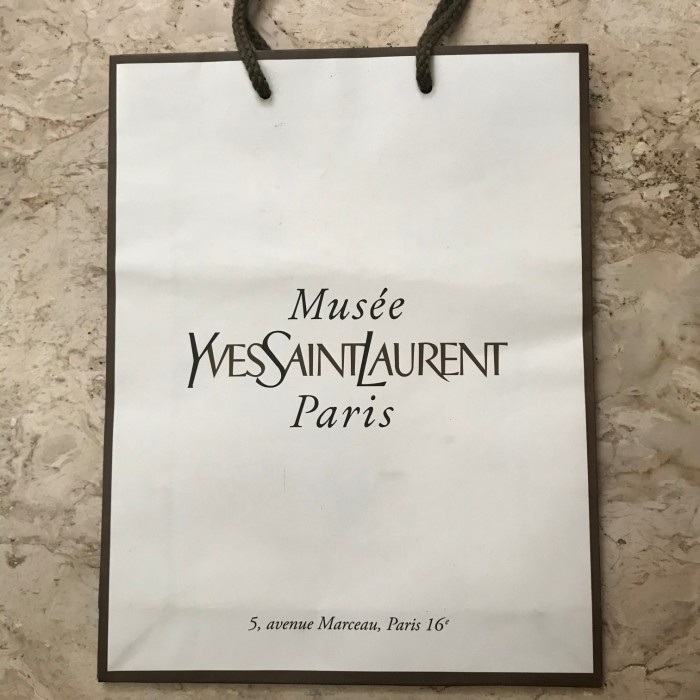 Musée
YVESSAINTLAURENT
Paris
5, avenue Marceau, Paris 16e